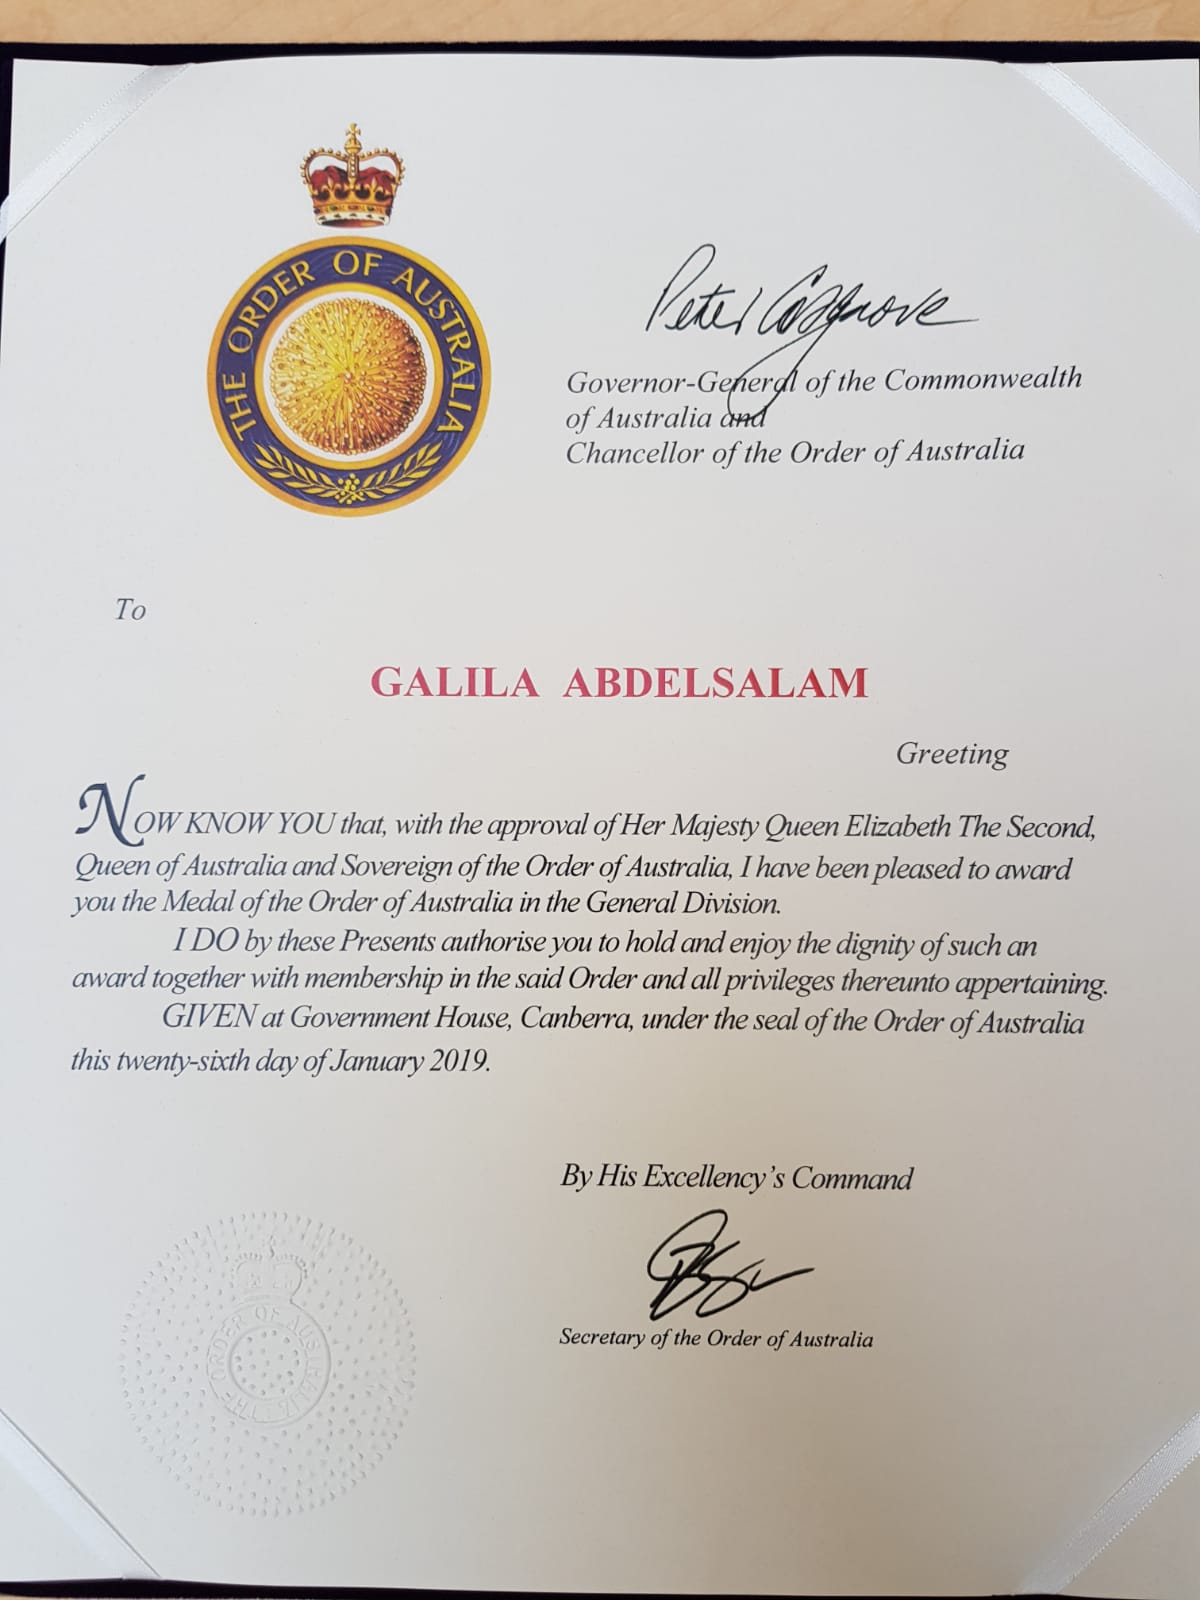 THE ORDER OF AUSTRALIA
Peter Cosgrove
Governor-General of the Commonwealth
of Australia and
Chancellor of the Order of Australia
To
GALILA ABDELSALAM
Greeting
NOW KNOW YOU that, with the approval of Her Majesty Queen Elizabeth The Second,
Queen of Australia and Sovereign of the Order of Australia, I have been pleased to award
you the Medal of the Order of Australia in the General Division.
I DO by these Presents authorise you to hold and enjoy the dignity of such an
award together with membership in the said Order and all privileges thereunto appertaining.
GIVEN at Government House, Canberra, under the seal of the Order of Australia
this twenty-sixth day of January 2019.
By His Excellency's Command
Secretary of the Order of Australia
THE ORDER OF AUSTRALIA